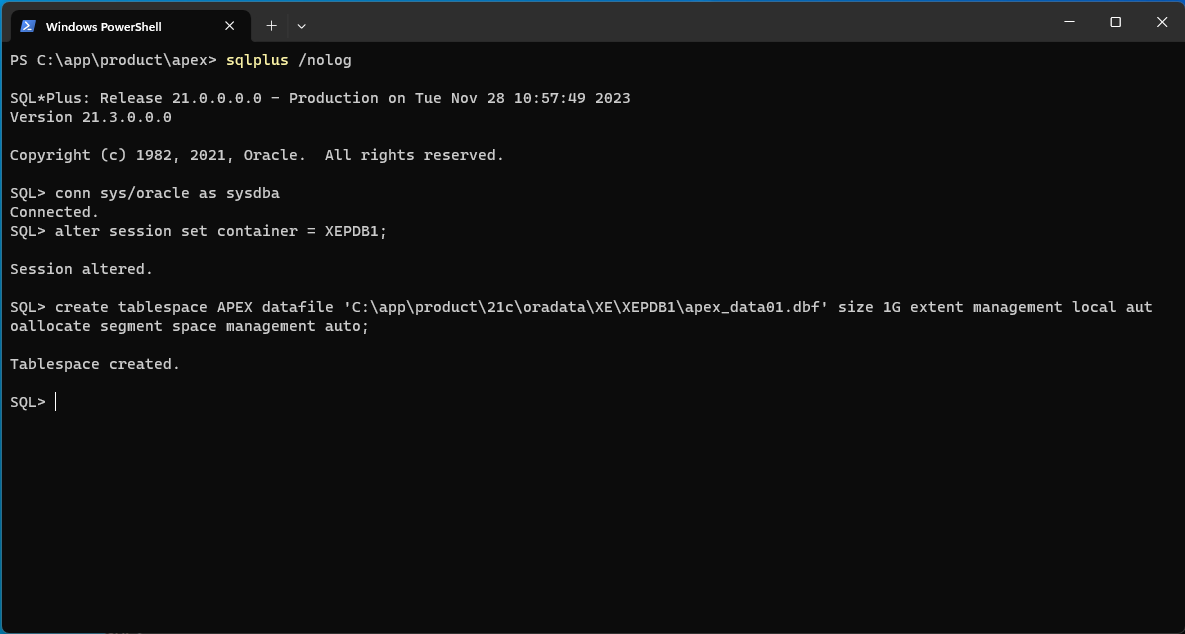 Windows PowerShell
PS C:\app\product\apex> sqlplus /nolog
SQL*Plus: Release 21.0.0.0.0 - Production on Tue Nov 28 10:57:49 2023
Version 21.3.0.0.0
Copyright (c) 1982, 2021, Oracle.  All rights reserved.
SQL> conn sys/oracle as sysdba
Connected.
SQL> alter session set container = XEPDB1;
Session altered.
SQL> create tablespace APEX datafile 'C:\app\product\21c\oradata\XE\XEPDB1\apex_data01.dbf' size 1G extent management local aut
oallocate segment space management auto;
Tablespace created.
SQL>